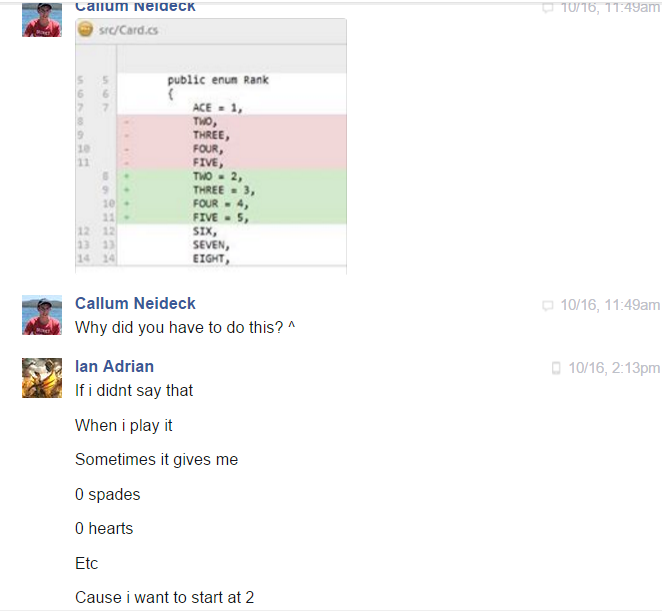 Callum Neideck
10/16, 11:49am
src/Card.cs
5 5 public enum Rank
6 6 {
7 7 ACE = 1,
8 - TWO,
9 - THREE,
10 - FOUR,
11 - FIVE,
8 + TWO = 2,
9 + THREE = 3,
10 + FOUR = 4,
11 + FIVE = 5,
12 12 SIX,
13 13 SEVEN,
14 14 EIGHT,
Callum Neideck
10/16, 11:49am
Why did you have to do this? ^
Ian Adrian
10/16, 2:13pm
If i didnt say that
When i play it
Sometimes it gives me
0 spades
0 hearts
Etc
Cause i want to start at 2